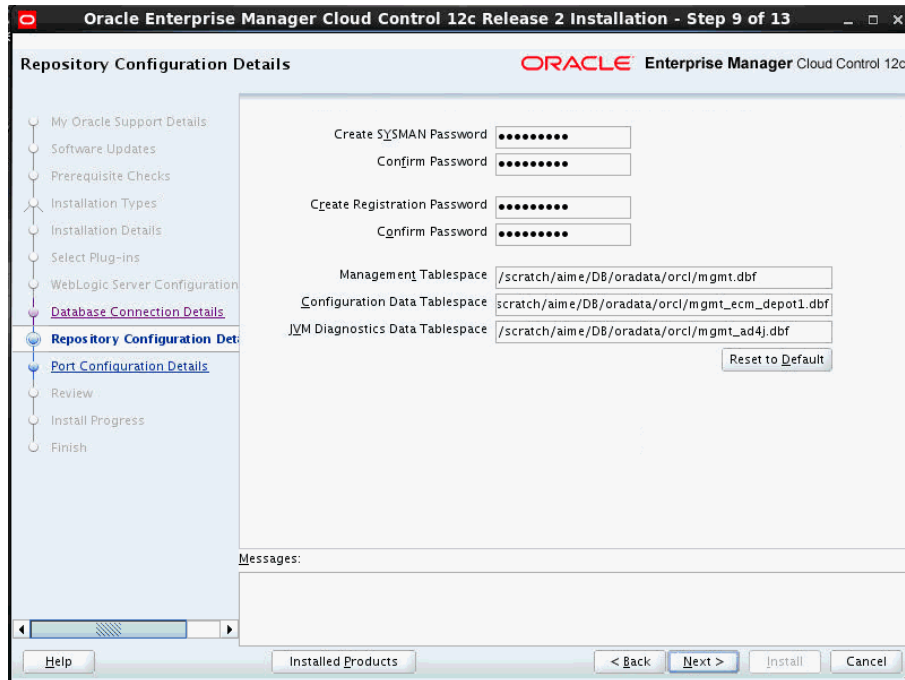 Oracle Enterprise Manager Cloud Control 12c Release 2 Installation - Step 9 of 13
Repository Configuration Details
ORACLE Enterprise Manager Cloud Control 12c
My Oracle Support Details
Software Updates
Prerequisite Checks
Installation Types
Installation Details
Select Plug-ins
WebLogic Server Configuration
Database Connection Details
Repository Configuration Det
Port Configuration Details
Review
Install Progress
Finish
Create SYSMAN Password •••••••••
Confirm Password •••••••••
Create Registration Password •••••••••
Confirm Password •••••••••
Management Tablespace /scratch/aime/DB/oradata/orcl/mgmt.dbf
Configuration Data Tablespace scratch/aime/DB/oradata/orcl/mgmt_ecm_depot1.dbf
JVM Diagnostics Data Tablespace /scratch/aime/DB/oradata/orcl/mgmt_ad4j.dbf
Reset to Default
Messages:
Help Installed Products < Back Next > Install Cancel